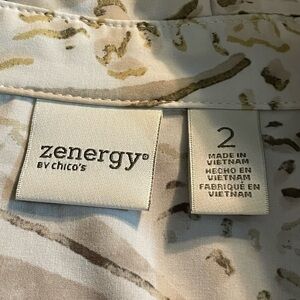 zenergy®
BY CHICO'S
2
MADE IN
VIETNAM
HECHO EN
VIETNAM
FABRIQUÉ EN
VIETNAM